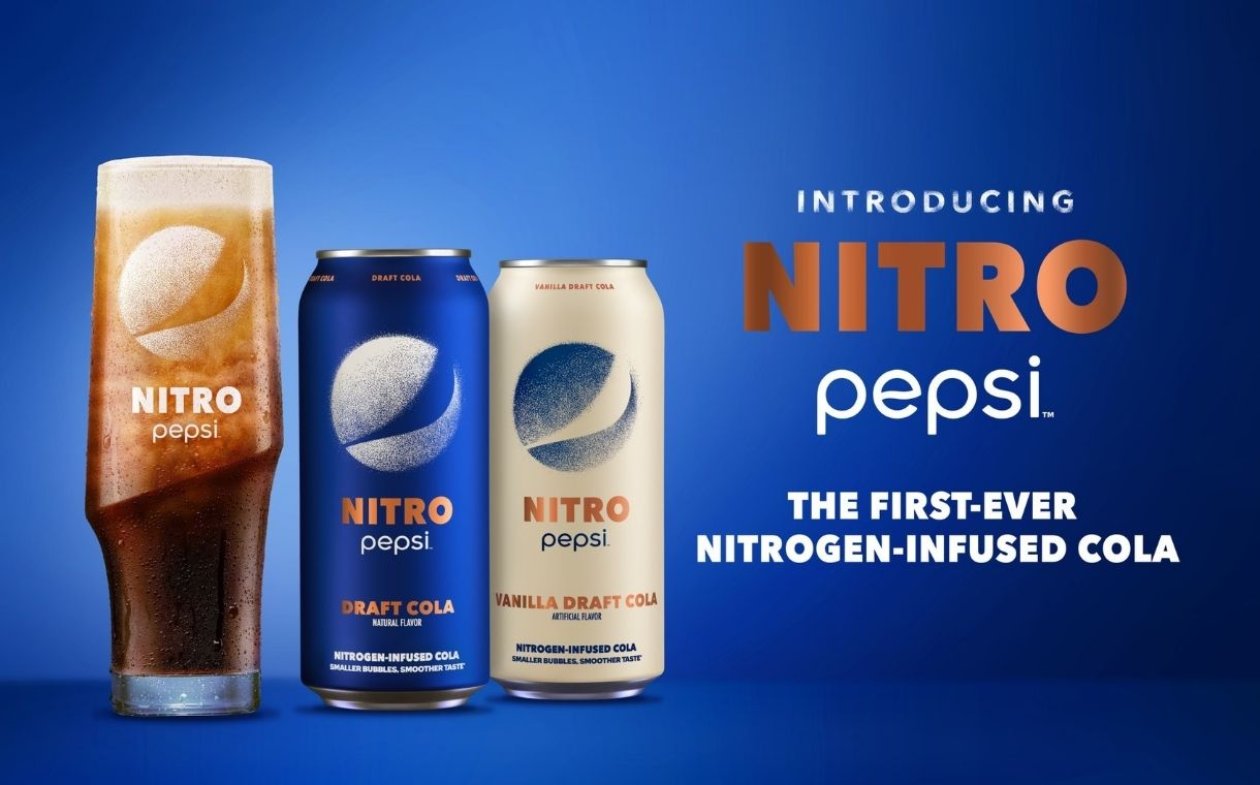 NITRO
pepsi
DRAFT COLA
NITRO
pepsi
DRAFT COLA
NATURAL FLAVOR
NITROGEN-INFUSED COLA
SMALLER BUBBLES, SMOOTHER TASTE*
VANILLA DRAFT COLA
NITRO
pepsi
VANILLA DRAFT COLA
ARTIFICIAL FLAVOR
NITROGEN-INFUSED COLA
SMALLER BUBBLES, SMOOTHER TASTE*
INTRODUCING
NITRO
pepsi™
THE FIRST-EVER
NITROGEN-INFUSED COLA